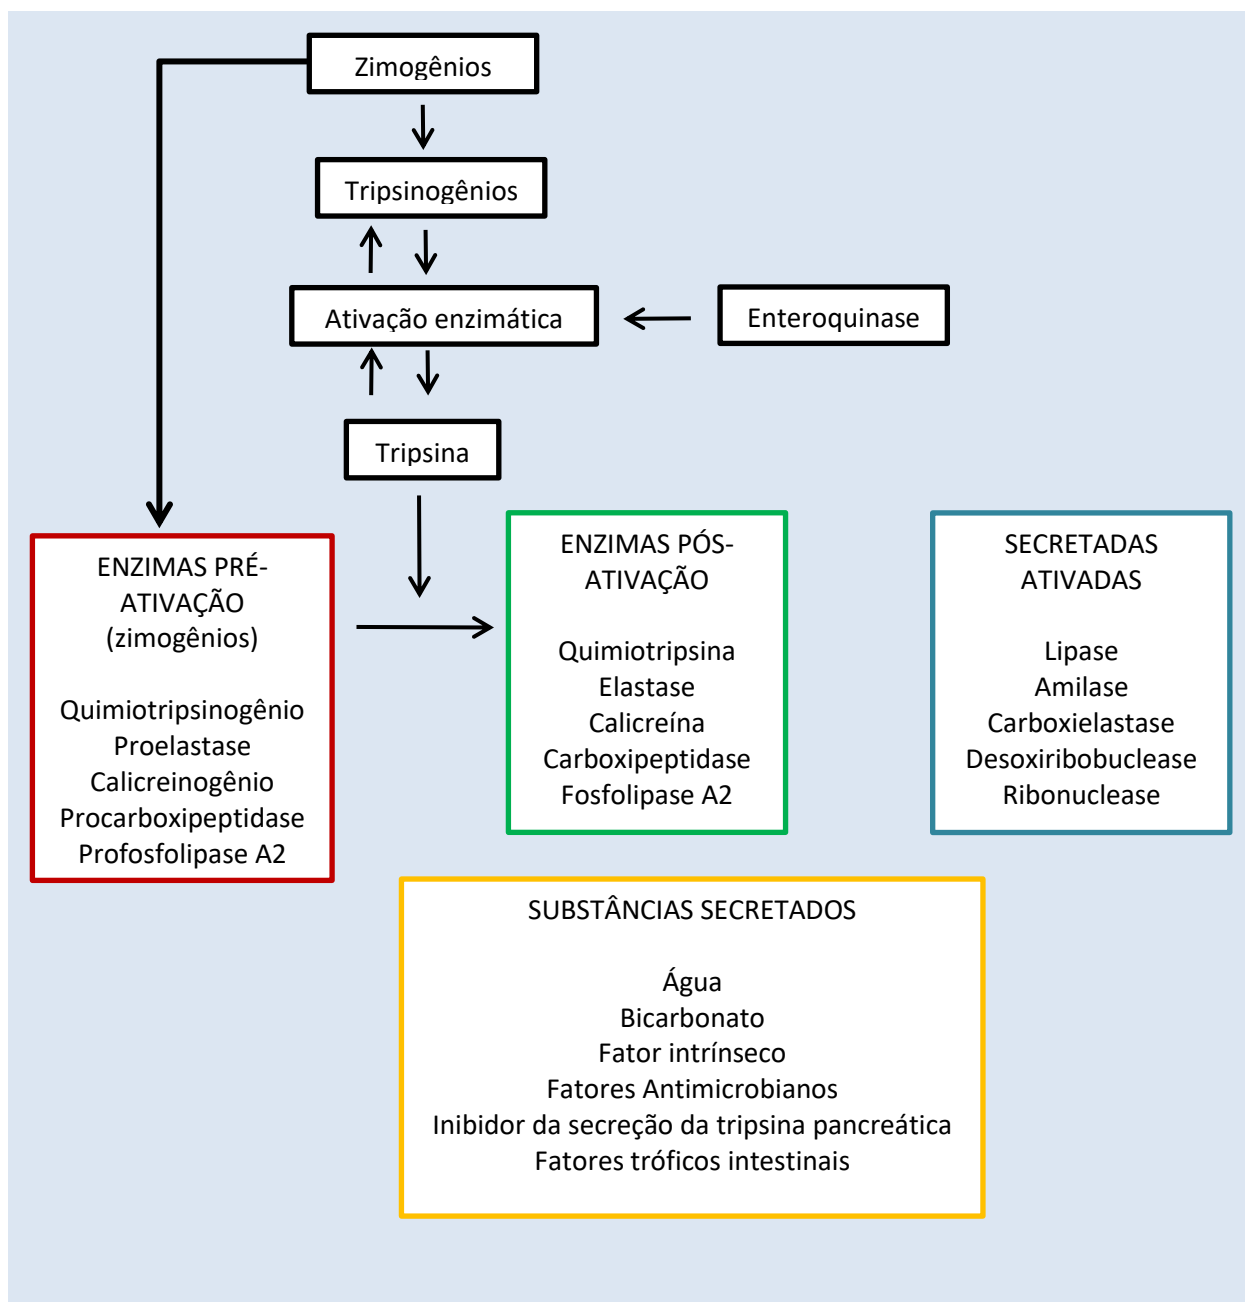 Zimogênios
Tripsinogênios
Ativação enzimática
Enteroquinase
Tripsina
ENZIMAS PRÉ-
ATIVAÇÃO
(zimogênios)
Quimiotripsinogênio
Proelastase
Calicreinogênio
Procarboxipeptidase
Profosfolipase A2
ENZIMAS PÓS-
ATIVAÇÃO
Quimiotripsina
Elastase
Calicreína
Carboxipeptidase
Fosfolipase A2
SECRETADAS
ATIVADAS
Lipase
Amilase
Carboxielastase
Desoxiribobuclease
Ribonuclease
SUBSTÂNCIAS SECRETADOS
Água
Bicarbonato
Fator intrínseco
Fatores Antimicrobianos
Inibidor da secreção da tripsina pancreática
Fatores tróficos intestinais